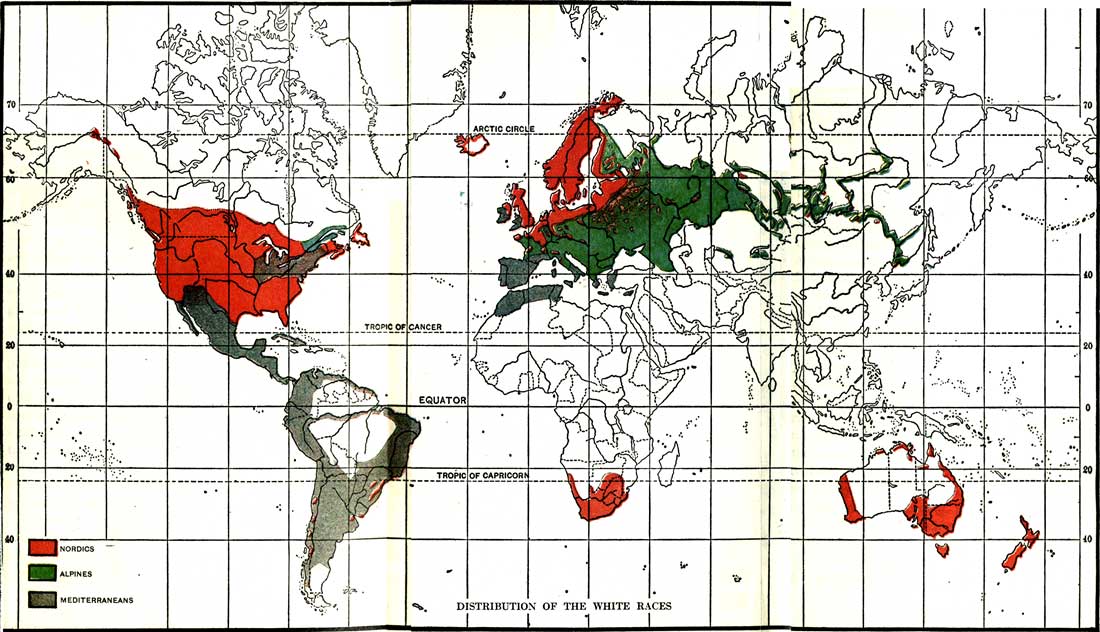 70
70
ARCTIC CIRCLE
60
60
40
40
TROPIC OF CANCER
20
20
EQUATOR
0
0
20
20
TROPIC OF CAPRICORN
40
40
NORDICS
ALPINES
MEDITERRANEANS
DISTRIBUTION OF THE WHITE RACES